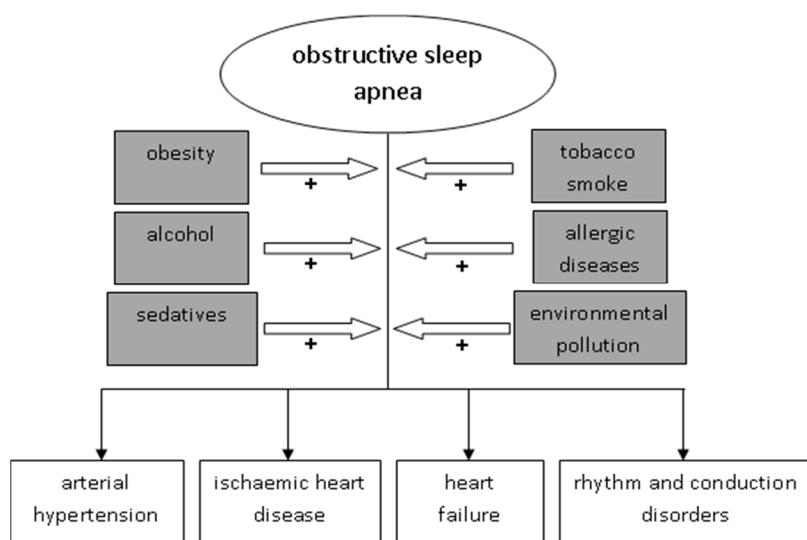 obstructive sleep
apnea
obesity
+
+
tobacco
smoke
alcohol
+
+
allergic
diseases
sedatives
+
+
environmental
pollution
arterial
hypertension
ischaemic heart
disease
heart
failure
rhythm and conduction
disorders